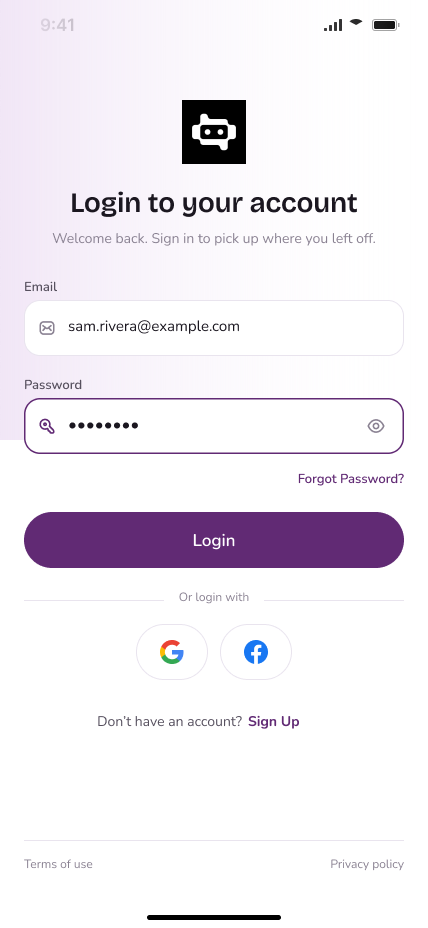 9:41
Login to your account
Welcome back. Sign in to pick up where you left off.
Email
sam.rivera@example.com
Password
Forgot Password?
Login
Or login with
Don't have an account? Sign Up
Terms of use
Privacy policy